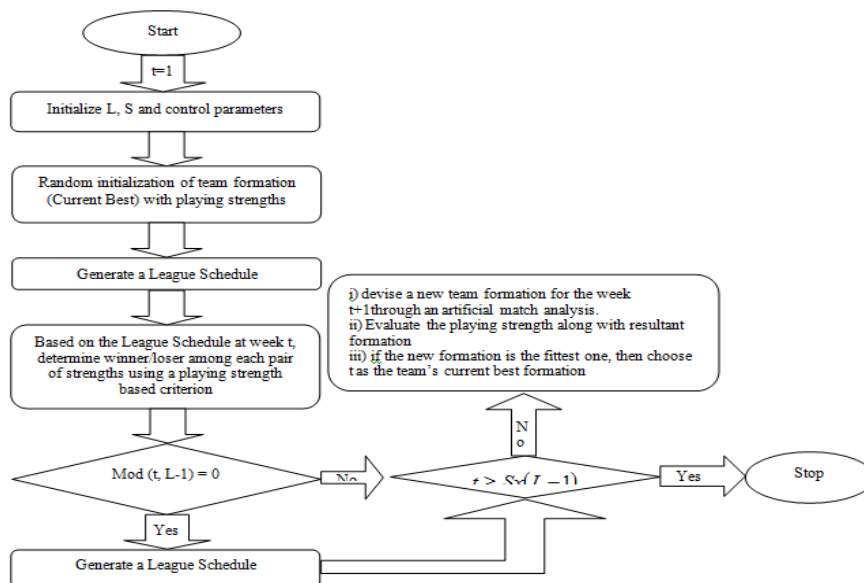 Start
t=1
Initialize L, S and control parameters
Random initialization of team formation
(Current Best) with playing strengths
Generate a League Schedule
Based on the League Schedule at week t,
determine winner/loser among each pair
of strengths using a playing strength
based criterion
i) devise a new team formation for the week
t+1through an artificial match analysis.
ii) Evaluate the playing strength along with resultant
formation
iii) if the new formation is the fittest one, then choose
t as the team's current best formation
N
o
Mod (t, L-1) = 0
No
t > Sx(L-1)
Yes
Stop
Yes
Generate a League Schedule